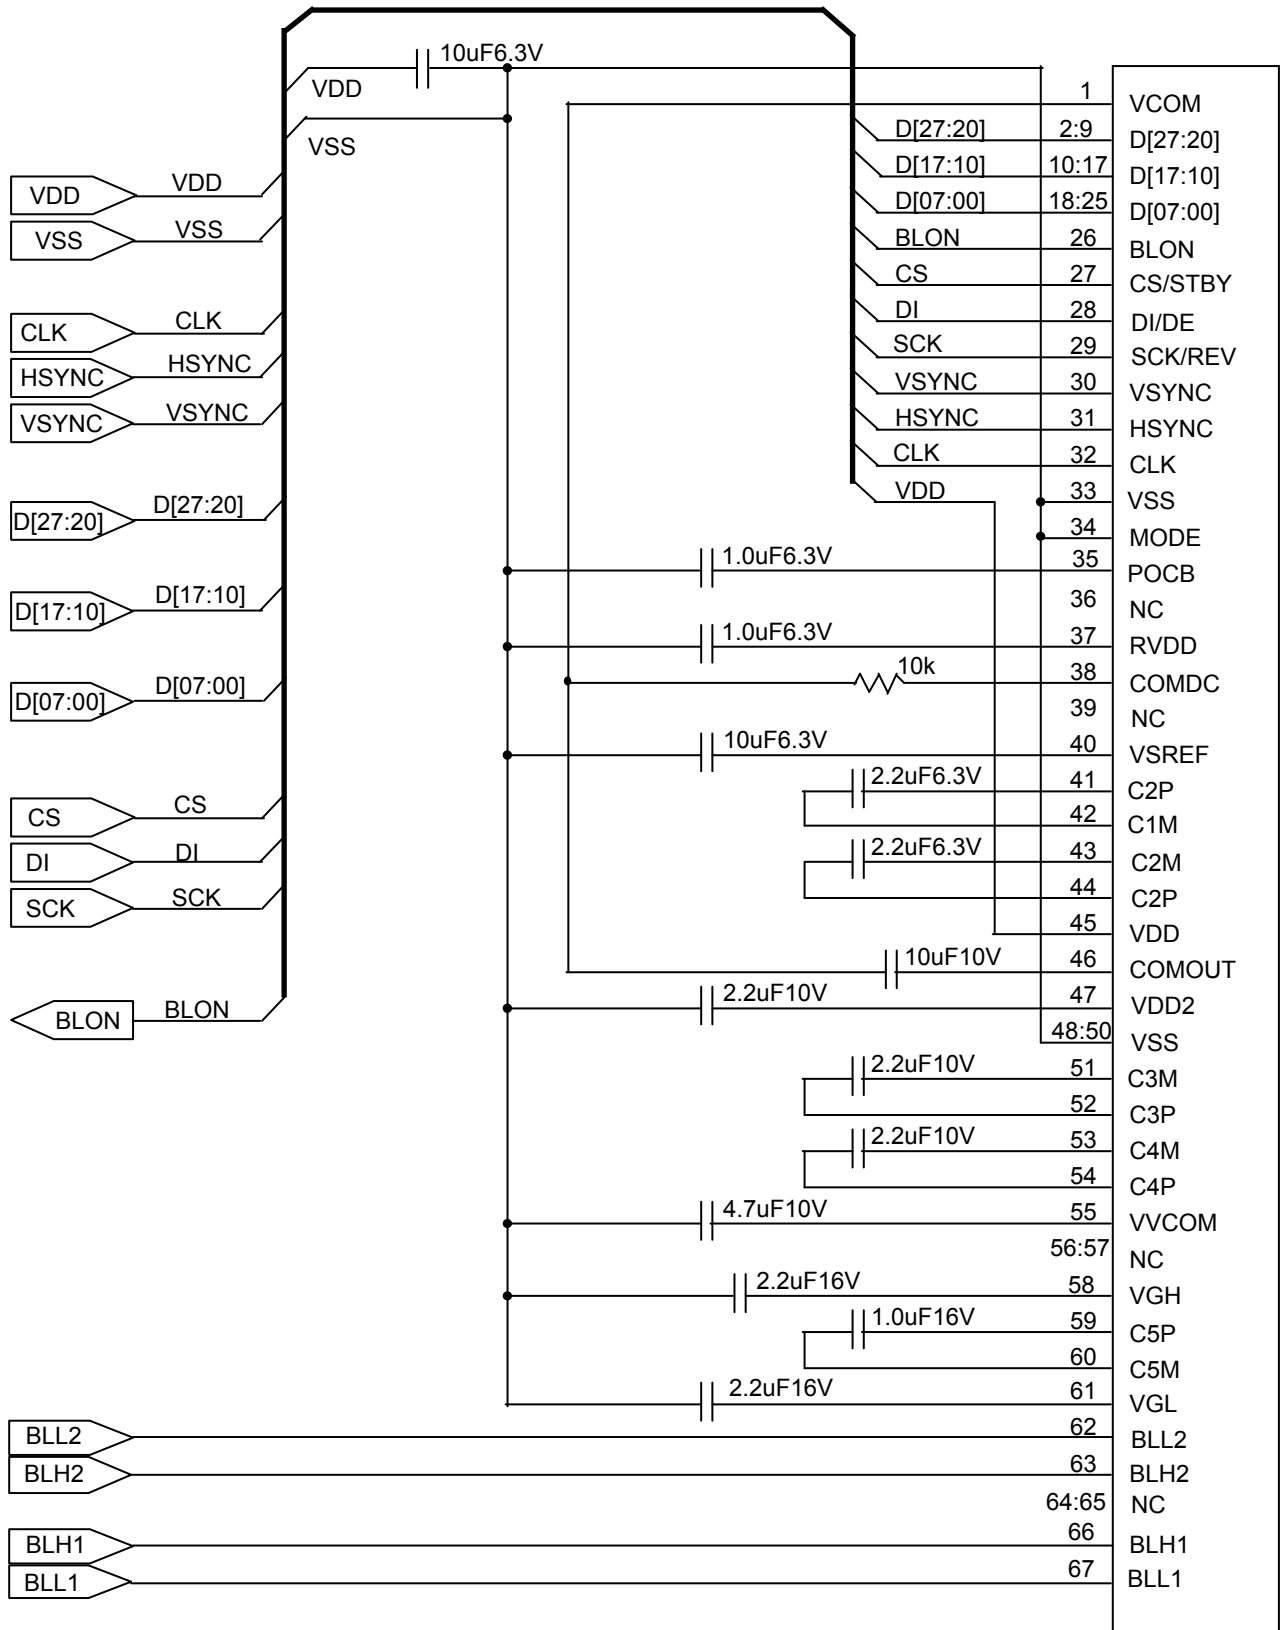 10uF6.3V
VDD
VSS
VDD VDD
VSS VSS
CLK CLK
HSYNC HSYNC
VSYNC VSYNC
D[27:20] D[27:20]
D[17:10] D[17:10]
D[07:00] D[07:00]
CS CS
DI DI
SCK SCK
BLON BLON
1 VCOM
D[27:20] 2:9 D[27:20]
D[17:10] 10:17 D[17:10]
D[07:00] 18:25 D[07:00]
BLON 26 BLON
CS 27 CS/STBY
DI 28 DI/DE
SCK 29 SCK/REV
VSYNC 30 VSYNC
HSYNC 31 HSYNC
CLK 32 CLK
VDD 33 VSS
34 MODE
1.0uF6.3V 35 POCB
36 NC
1.0uF6.3V 37 RVDD
10k 38 COMDC
39 NC
10uF6.3V 40 VSREF
2.2uF6.3V 41 C2P
42 C1M
2.2uF6.3V 43 C2M
44 C2P
45 VDD
10uF10V 46 COMOUT
2.2uF10V 47 VDD2
48:50 VSS
2.2uF10V 51 C3M
52 C3P
2.2uF10V 53 C4M
54 C4P
4.7uF10V 55 VVCOM
56:57 NC
2.2uF16V 58 VGH
1.0uF16V 59 C5P
60 C5M
2.2uF16V 61 VGL
BLL2 62 BLL2
BLH2 63 BLH2
64:65 NC
BLH1 66 BLH1
BLL1 67 BLL1